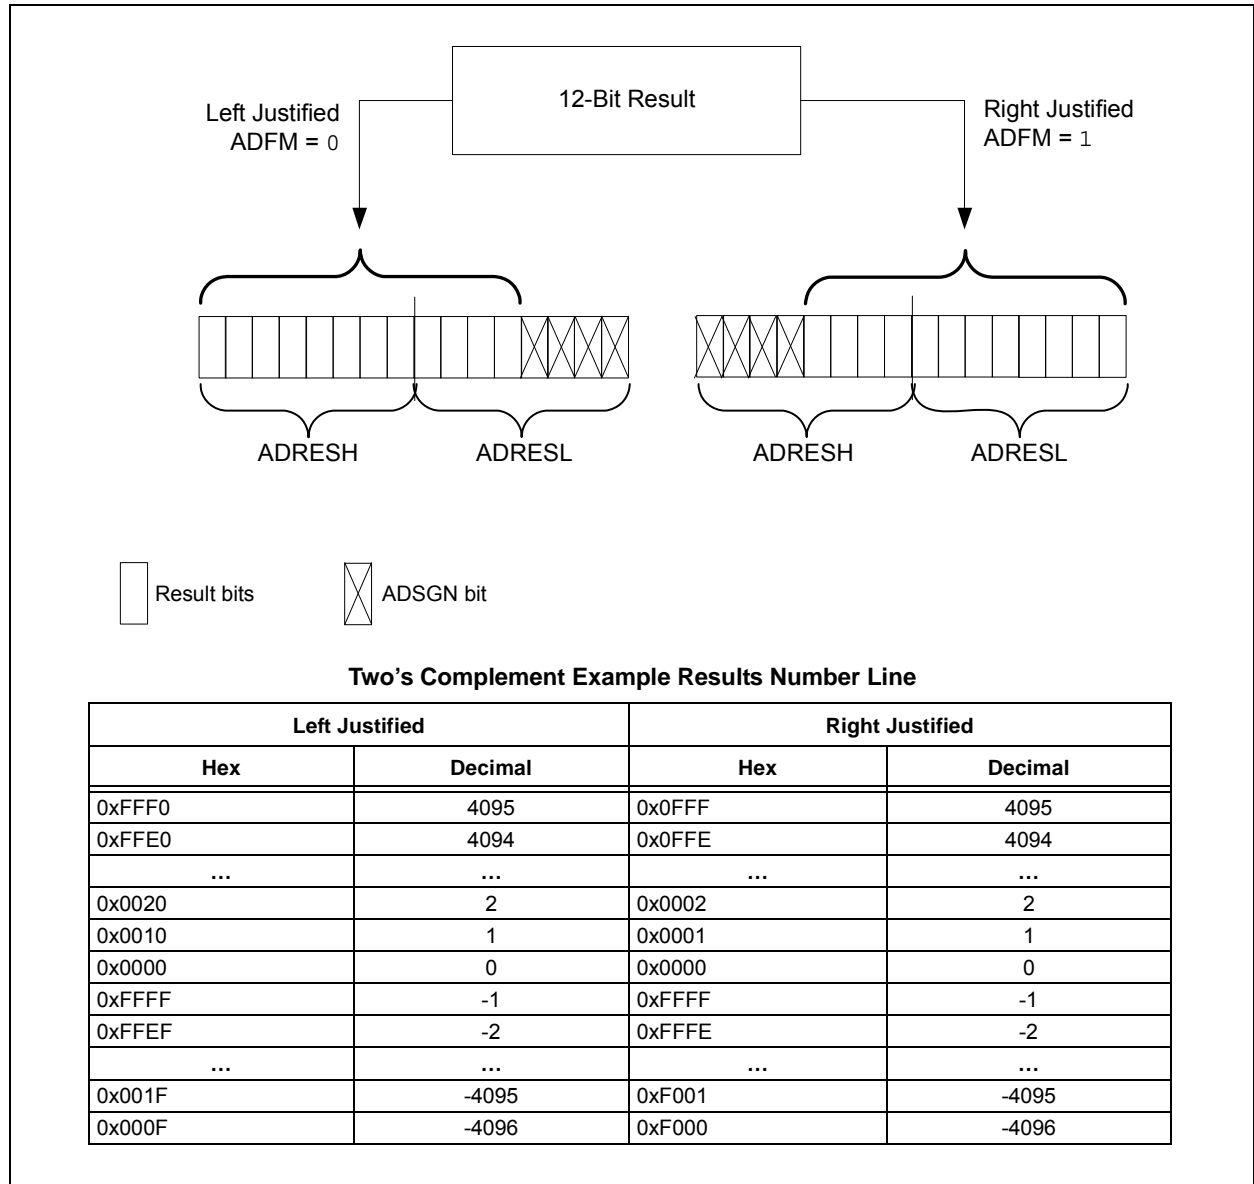 12-Bit Result
Left Justified
ADFM = 0
Right Justified
ADFM = 1
ADRESH ADRESL ADRESH ADRESL
Result bits ADSGN bit
Two’s Complement Example Results Number Line
Left Justified Right Justified
Hex Decimal Hex Decimal
0xFFF0 4095 0x0FFF 4095
0xFFE0 4094 0x0FFE 4094
… … … …
0x0020 2 0x0002 2
0x0010 1 0x0001 1
0x0000 0 0x0000 0
0xFFFF -1 0xFFFF -1
0xFFEF -2 0xFFFE -2
… … … …
0x001F -4095 0xF001 -4095
0x000F -4096 0xF000 -4096